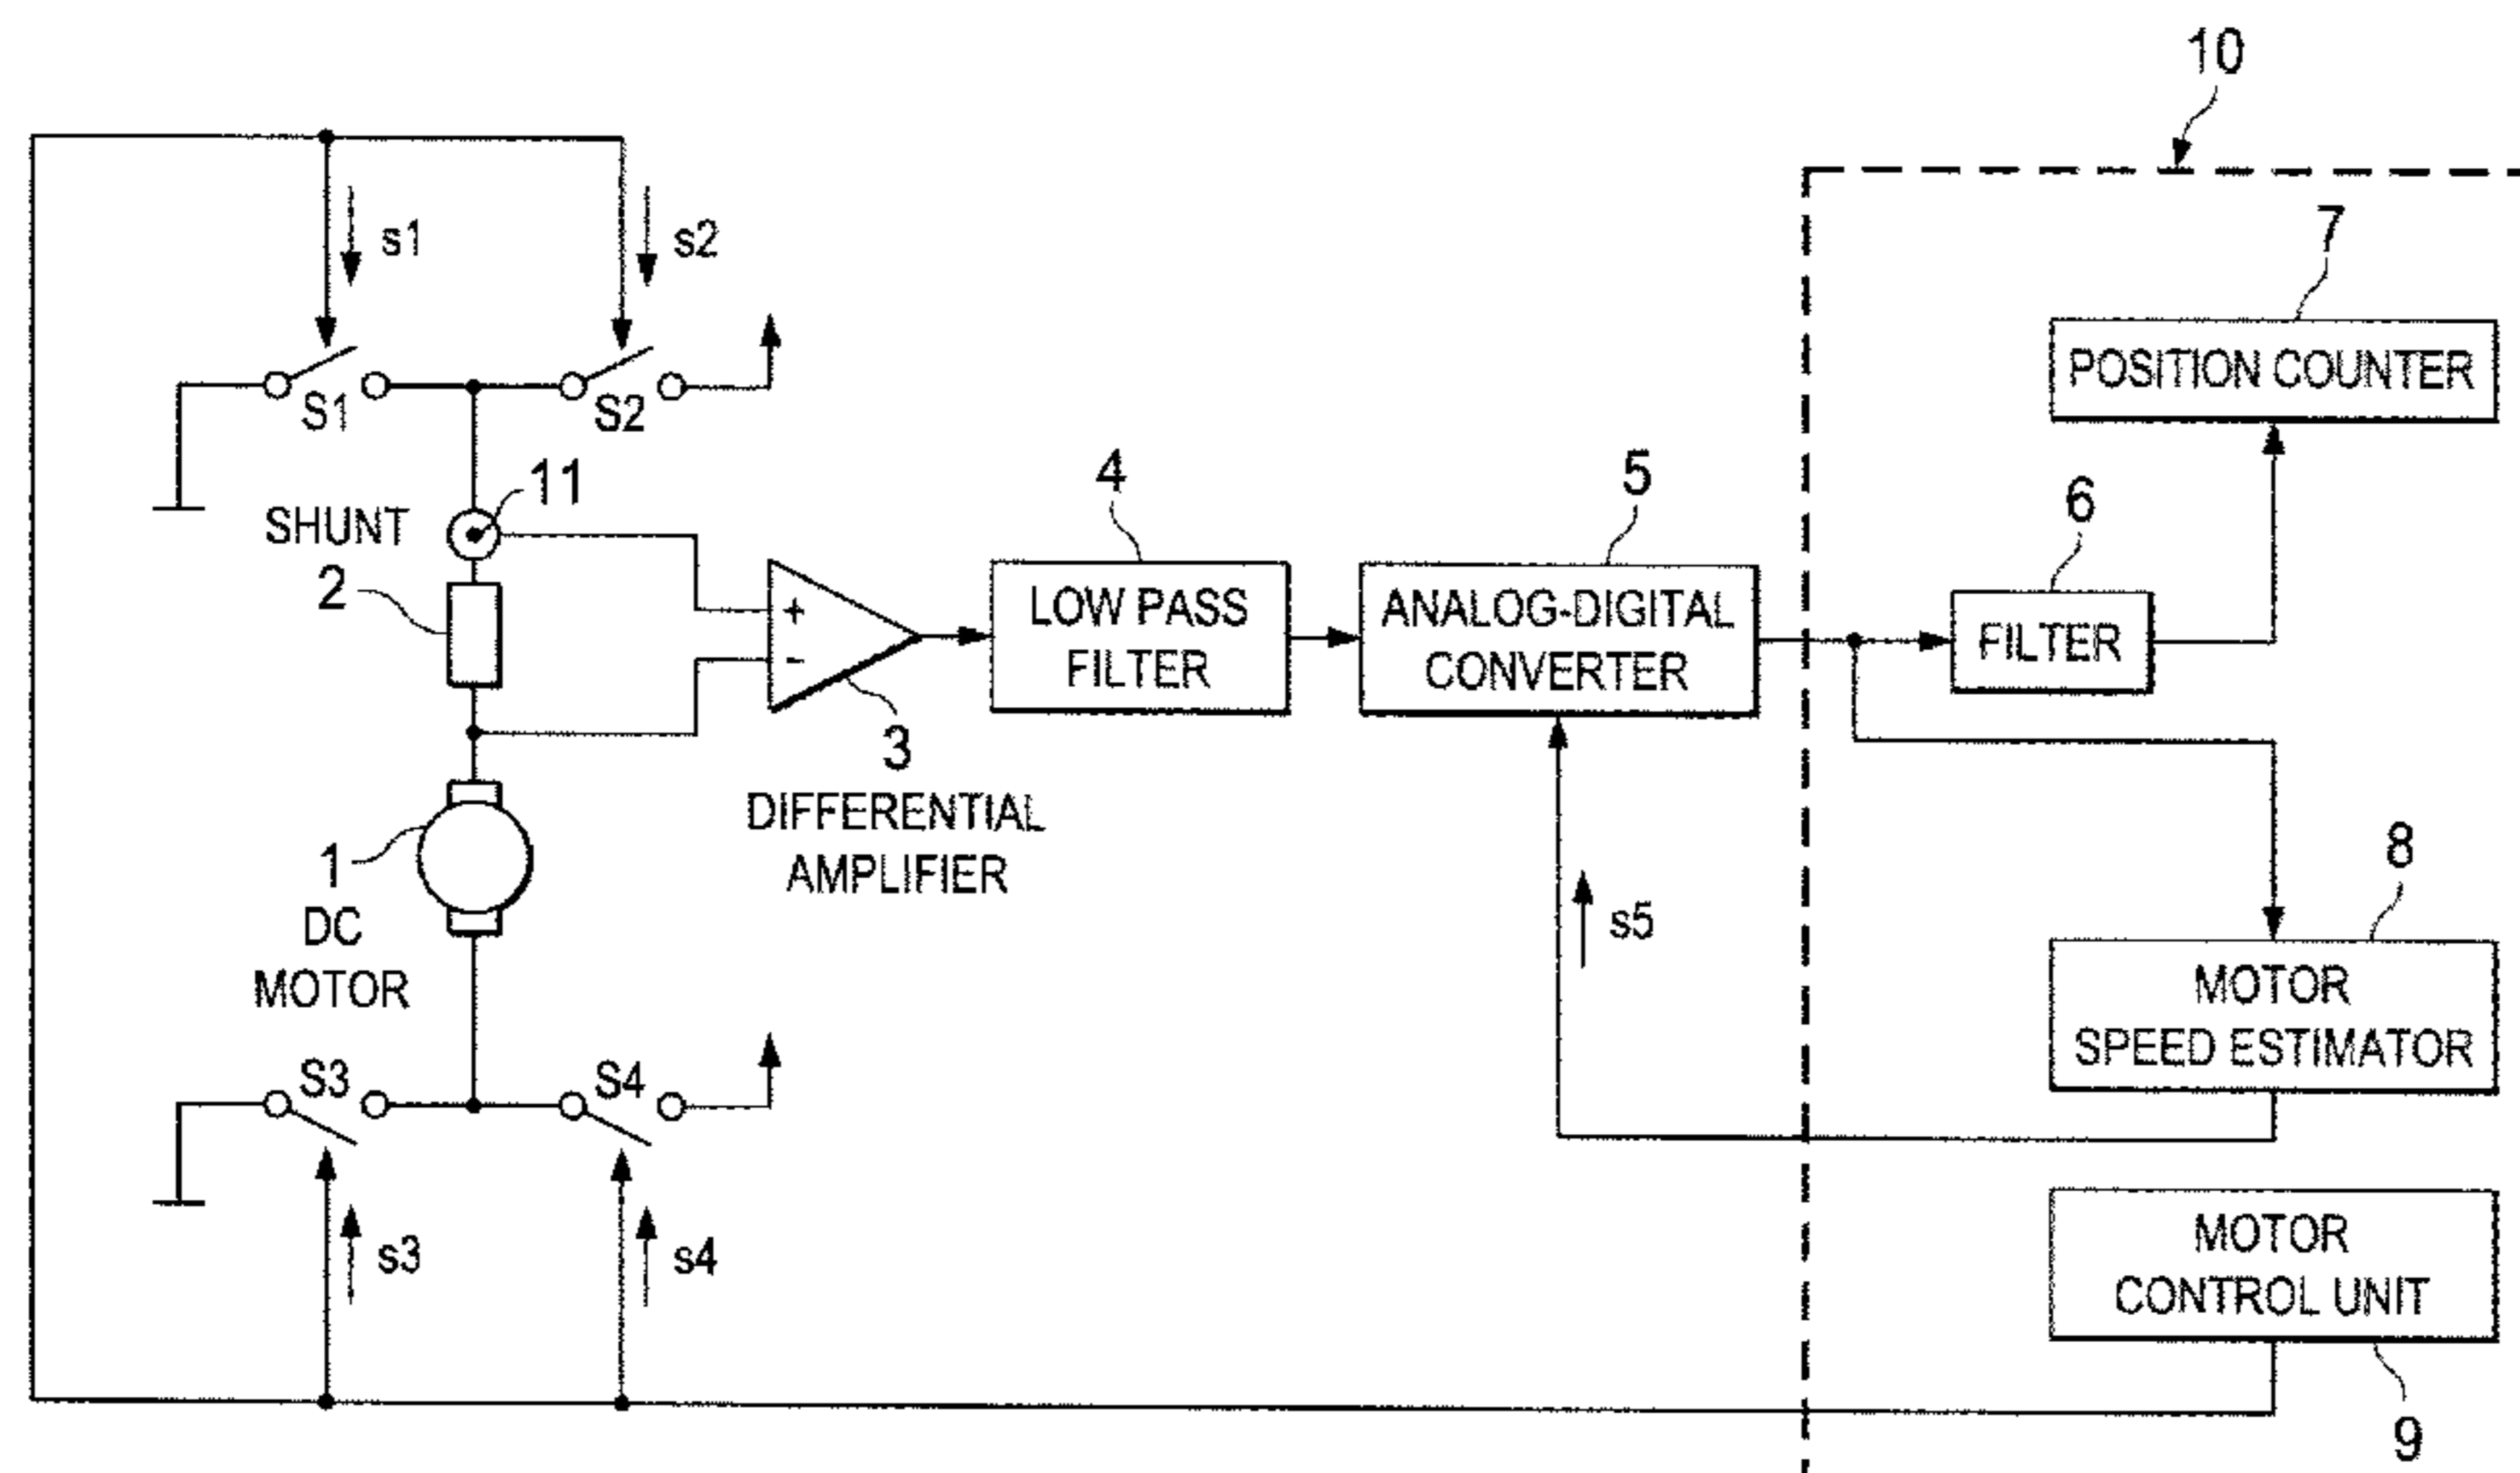 10
s1
s2
7
POSITION COUNTER
S1
S2
4
5
6
11
SHUNT
2
+
-
LOW PASS
FILTER
ANALOG-DIGITAL
CONVERTER
FILTER
3
DIFFERENTIAL
AMPLIFIER
1
DC
MOTOR
s5
8
MOTOR
SPEED ESTIMATOR
S3
S4
s3
s4
MOTOR
CONTROL UNIT
9